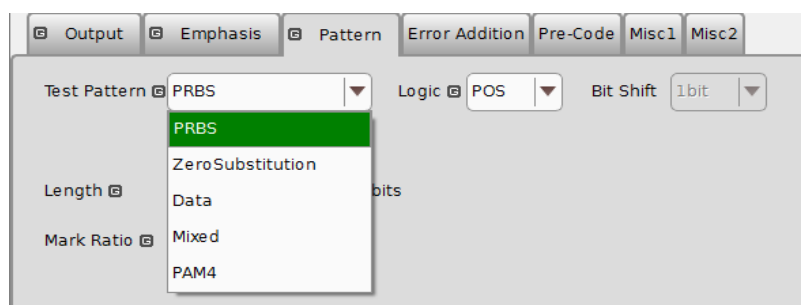 Output Emphasis Pattern Error Addition Pre-Code Misc1 Misc2
Test Pattern PRBS Logic POS Bit Shift 1bit
PRBS
ZeroSubstitution
Length bits
Data
Mark Ratio Mixed
PAM4